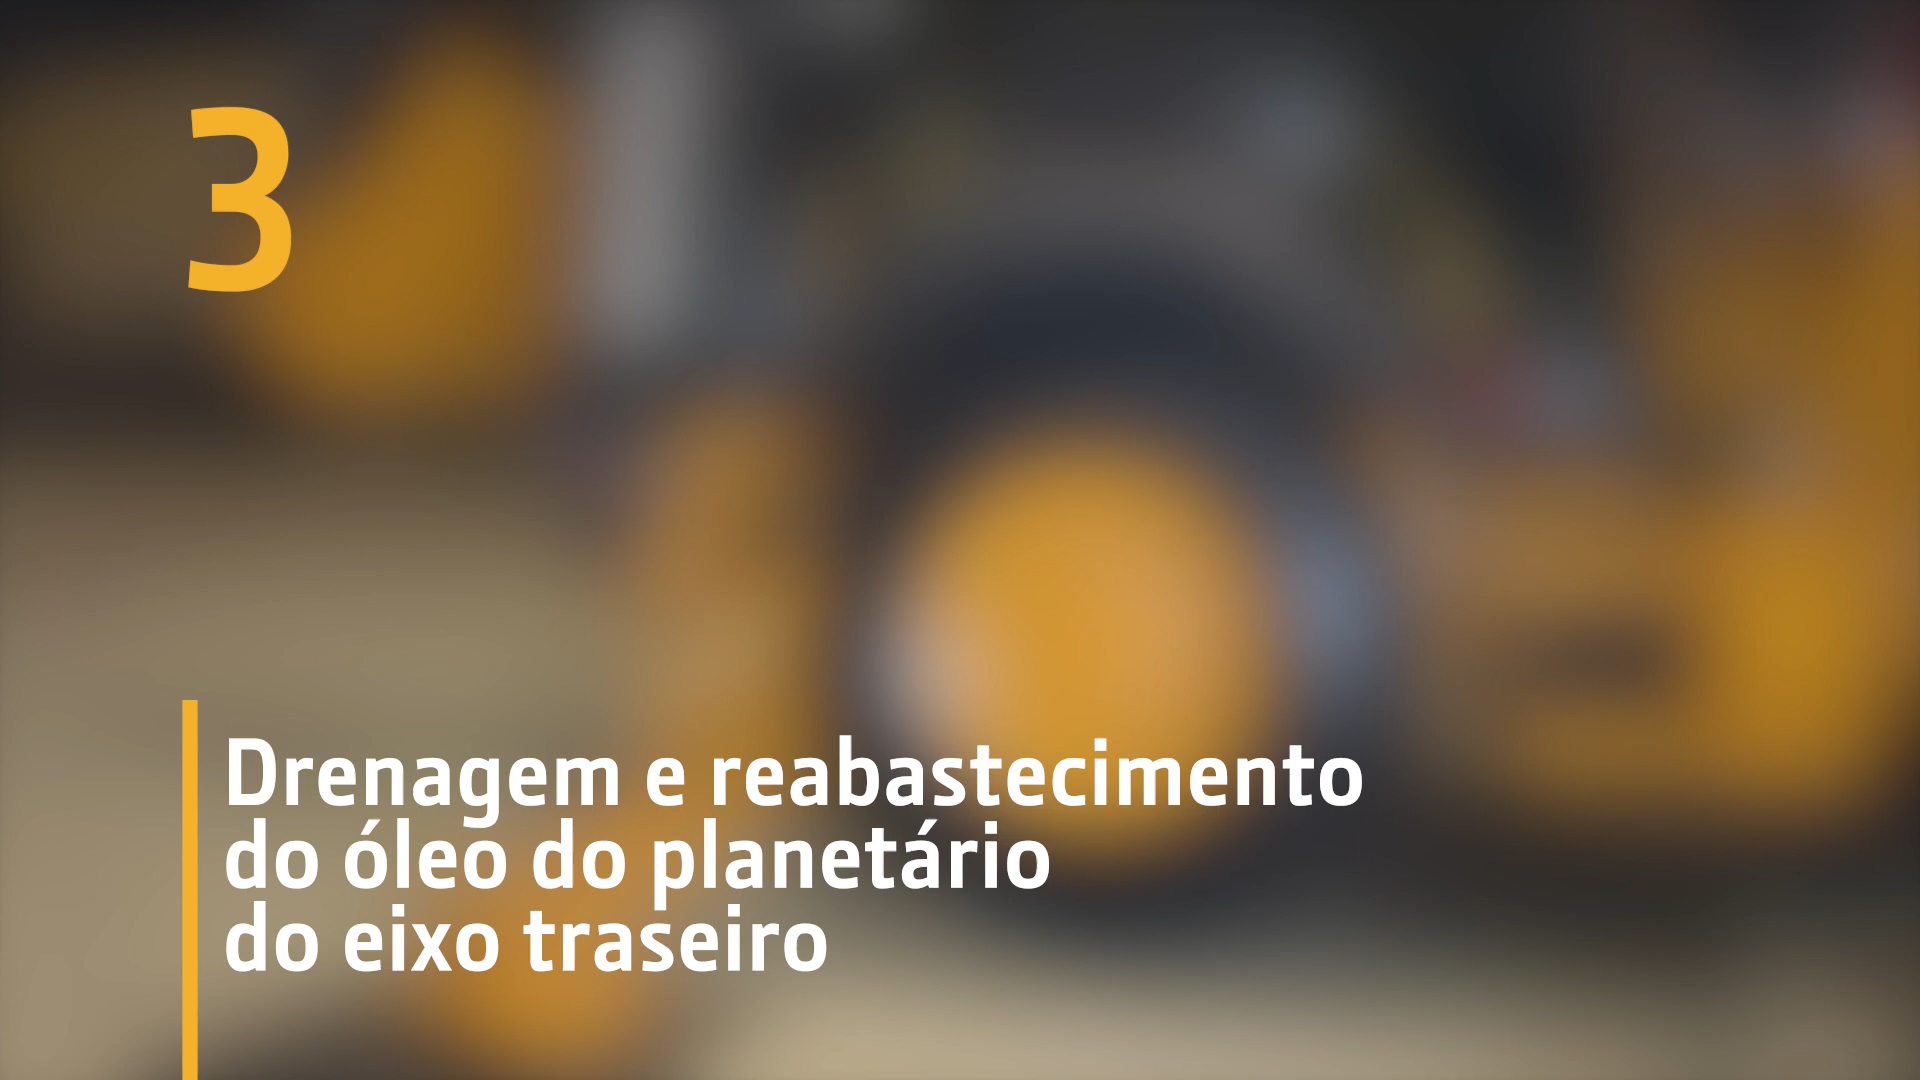 3
Drenagem e reabastecimento
do óleo do planetário
do eixo traseiro